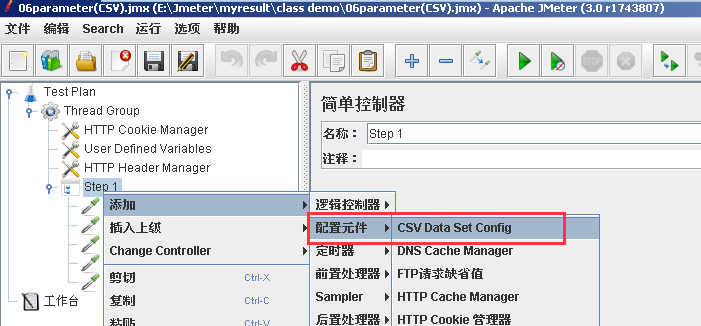 06parameter(CSV).jmx (E:\Jmeter\myresult\class demo\06parameter(CSV).jmx) - Apache JMeter (3.0 r1743807)
文件 编辑 Search 运行 选项 帮助
Test Plan
Thread Group
HTTP Cookie Manager
User Defined Variables
HTTP Header Manager
Step 1
工作台
简单控制器
名称： Step 1
注释：
添加
插入上级
Change Controller
剪切 Ctrl-X
复制 Ctrl-C
粘贴 Ctrl-V
逻辑控制器
配置元件
定时器
前置处理器
Sampler
后置处理器
CSV Data Set Config
DNS Cache Manager
FTP请求缺省值
HTTP Cache Manager
HTTP Cookie 管理器